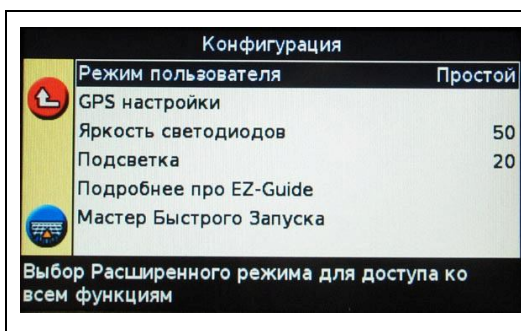 Конфигурация
Режим пользователя Простой
GPS настройки
Яркость светодиодов 50
Подсветка 20
Подробнее про EZ-Guide
Мастер Быстрого Запуска
Выбор Расширенного режима для доступа ко
всем функциям